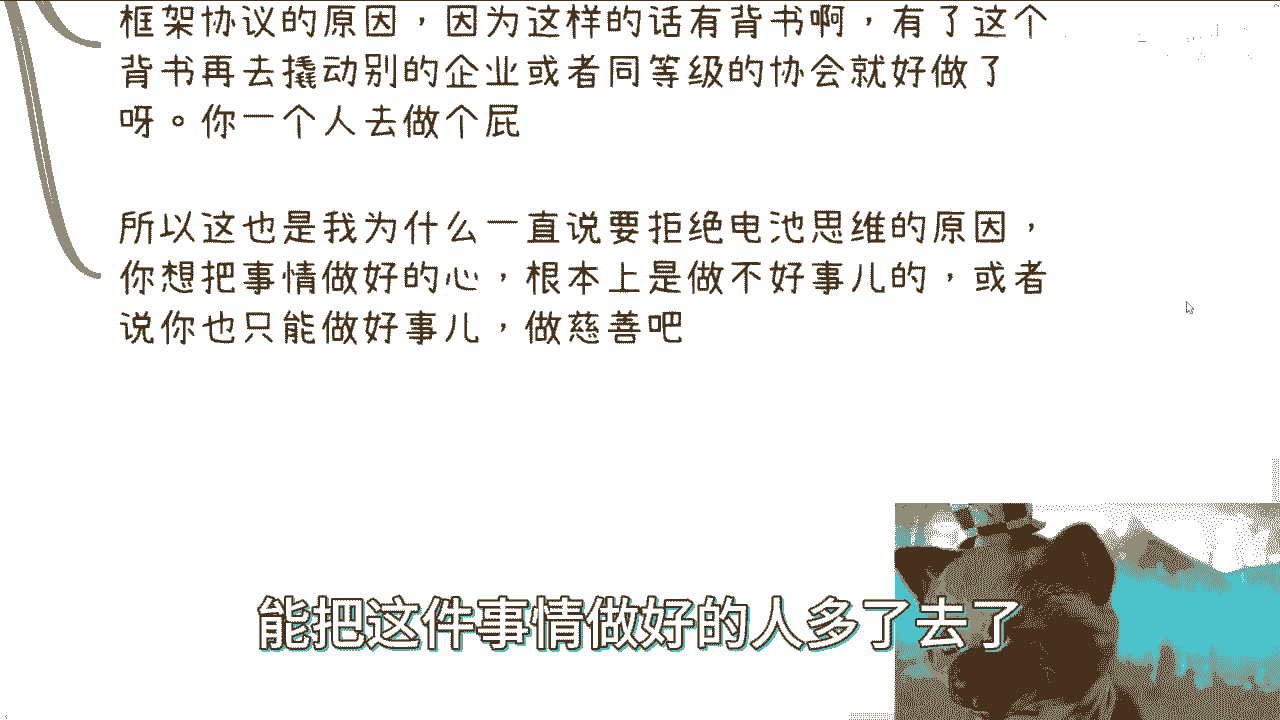 框架协议的原因，因为这样的话有背书啊，有了这个
背书再去撬动别的企业或者同等级的协会就好做了
呀。你一个人去做个屁
所以这也是我为什么一直说要拒绝电池思维的原因，
你想把事情做好的心，根本上是做不好事儿的，或者
说你也只能做好事儿，做慈善吧
能把这件事情做好的人多了去了